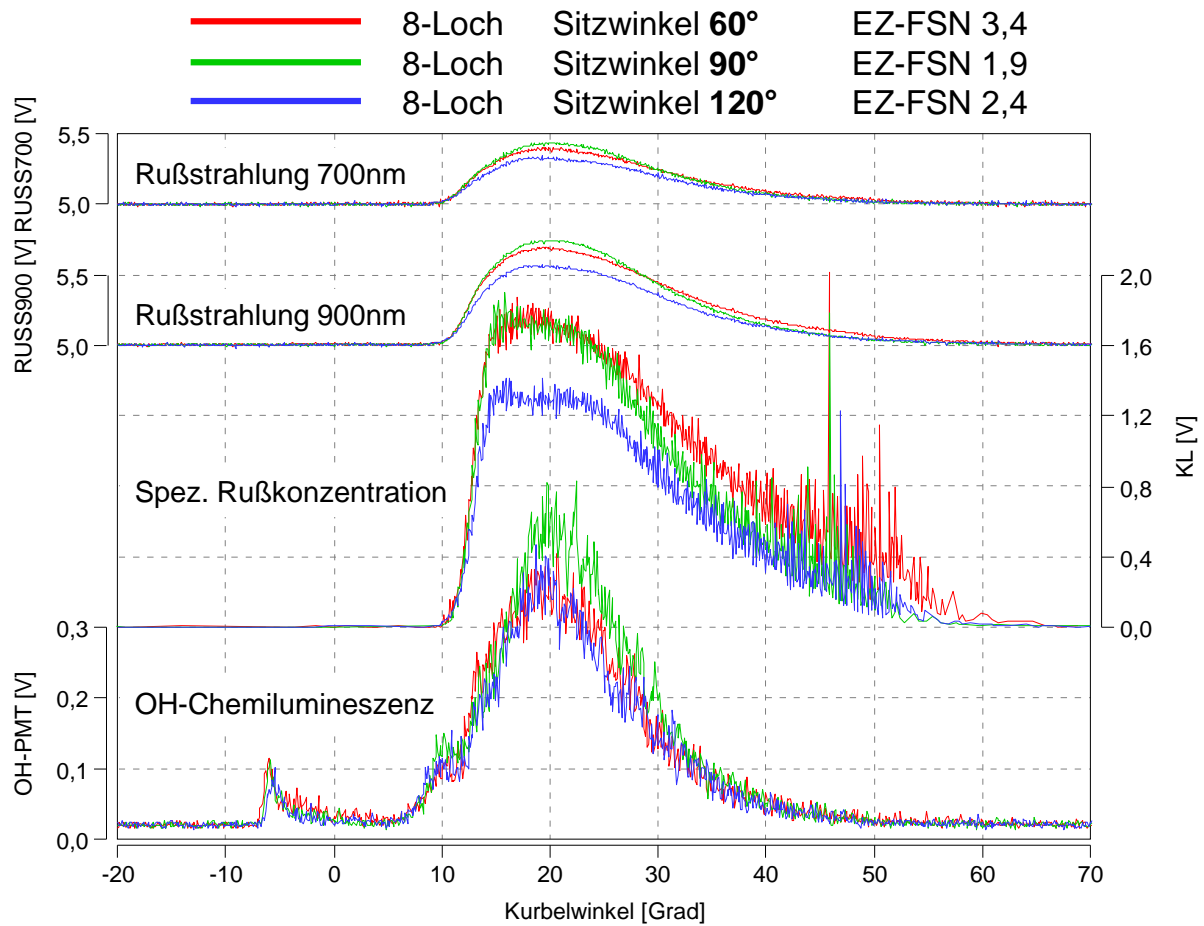 8-Loch Sitzwinkel 60° EZ-FSN 3,4
8-Loch Sitzwinkel 90° EZ-FSN 1,9
8-Loch Sitzwinkel 120° EZ-FSN 2,4
RUSS700 [V]
5,5
5,0
Rußstrahlung 700nm
RUSS900 [V]
5,5
5,0
Rußstrahlung 900nm
2,0
1,6
1,2
0,8
0,4
0,0
KL [V]
Spez. Rußkonzentration
OH-PMT [V]
0,3
0,2
0,1
0,0
OH-Chemilumineszenz
-20 -10 0 10 20 30 40 50 60 70
Kurbelwinkel [Grad]